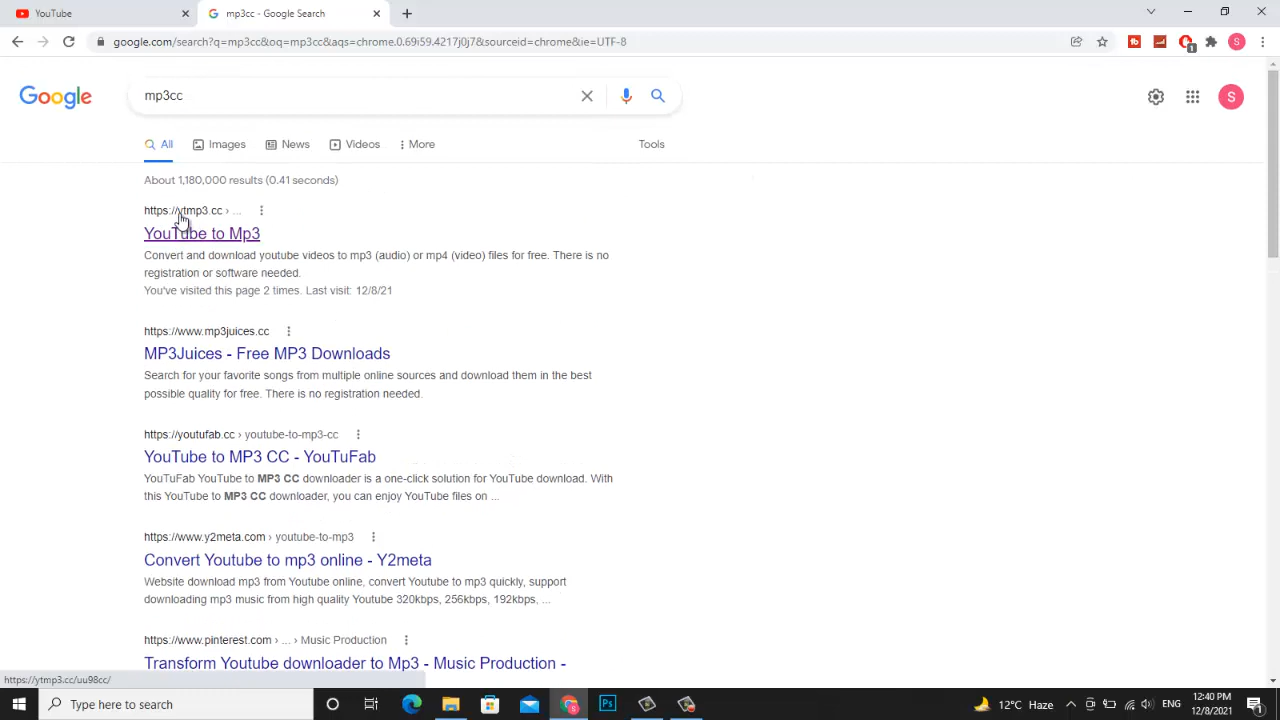 YouTube
mp3cc - Google Search
google.com/search?q=mp3cc&oq=mp3cc&aqs=chrome.0.69i59.4217j0j7&sourceid=chrome&ie=UTF-8
1
S
Google
mp3cc
S
All
Images
News
Videos
More
Tools
About 1,180,000 results (0.41 seconds)
https://ytmp3.cc › ...
YouTube to Mp3
Convert and download youtube videos to mp3 (audio) or mp4 (video) files for free. There is no
registration or software needed.
You've visited this page 2 times. Last visit: 12/8/21
https://www.mp3juices.cc
MP3Juices - Free MP3 Downloads
Search for your favorite songs from multiple online sources and download them in the best
possible quality for free. There is no registration needed.
https://youtufab.cc › youtube-to-mp3-cc
YouTube to MP3 CC - YouTuFab
YouTuFab YouTube to MP3 CC downloader is a one-click solution for YouTube download. With
this YouTube to MP3 CC downloader, you can enjoy YouTube files on ...
https://www.y2meta.com › youtube-to-mp3
Convert Youtube to mp3 online - Y2meta
Website download mp3 from Youtube online, convert Youtube to mp3 quickly, support
downloading mp3 music from high quality Youtube 320kbps, 256kbps, 192kbps, ...
https://www.pinterest.com › ... › Music Production
Transform Youtube downloader to Mp3 - Music Production -
https://ytmp3.cc/uu98cc/
Type here to search
Ps
12°C Haze
ENG
12:40 PM
12/8/2021
1